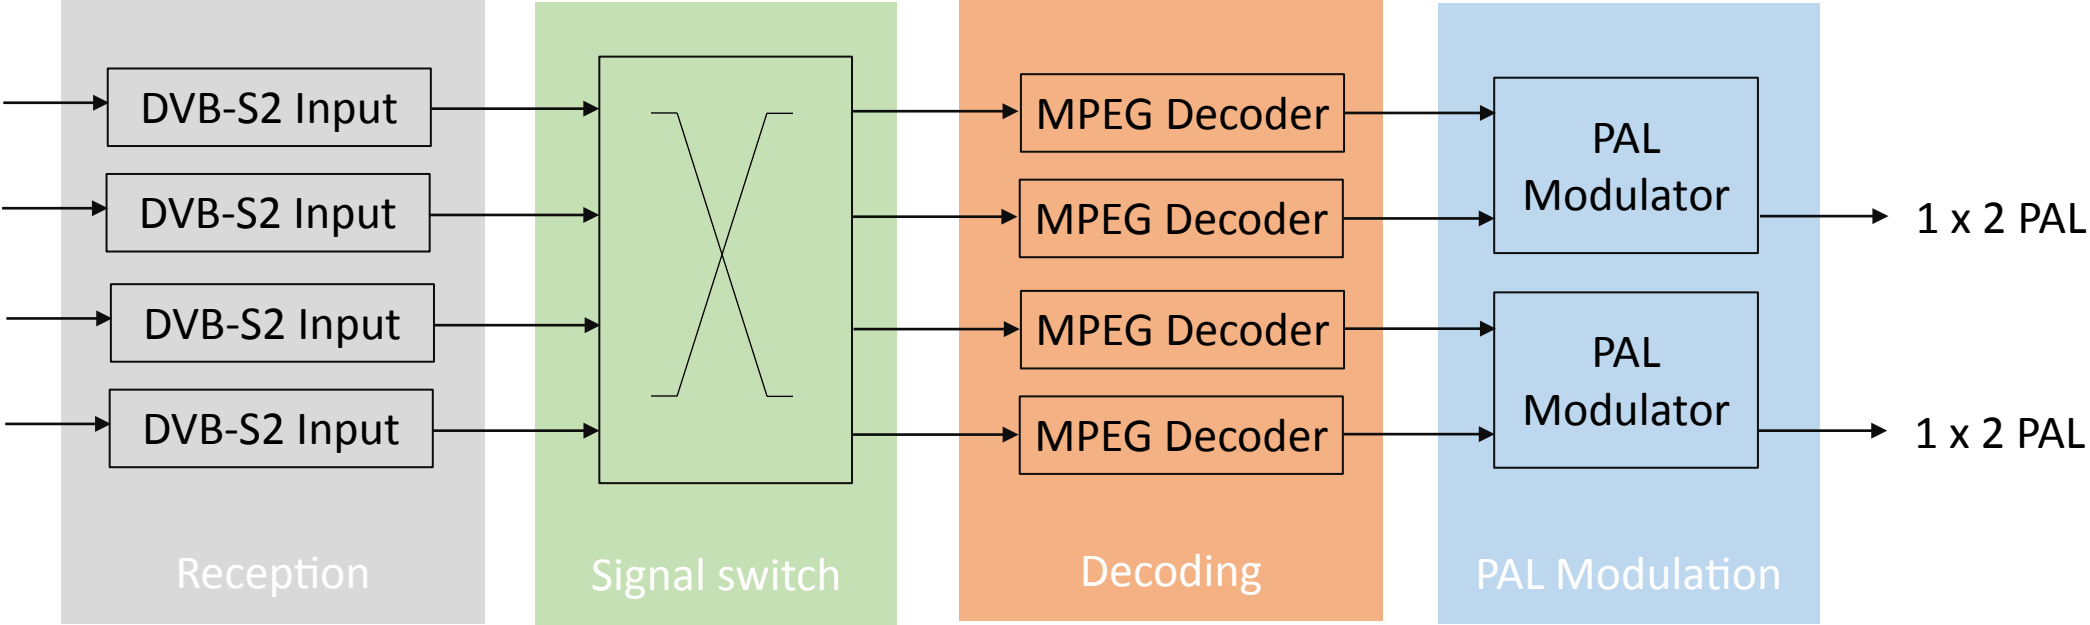 DVB-S2 Input
DVB-S2 Input
DVB-S2 Input
DVB-S2 Input
Reception
Signal switch
MPEG Decoder
MPEG Decoder
MPEG Decoder
MPEG Decoder
Decoding
PAL
Modulator
PAL
Modulator
PAL Modulation
1 x 2 PAL
1 x 2 PAL